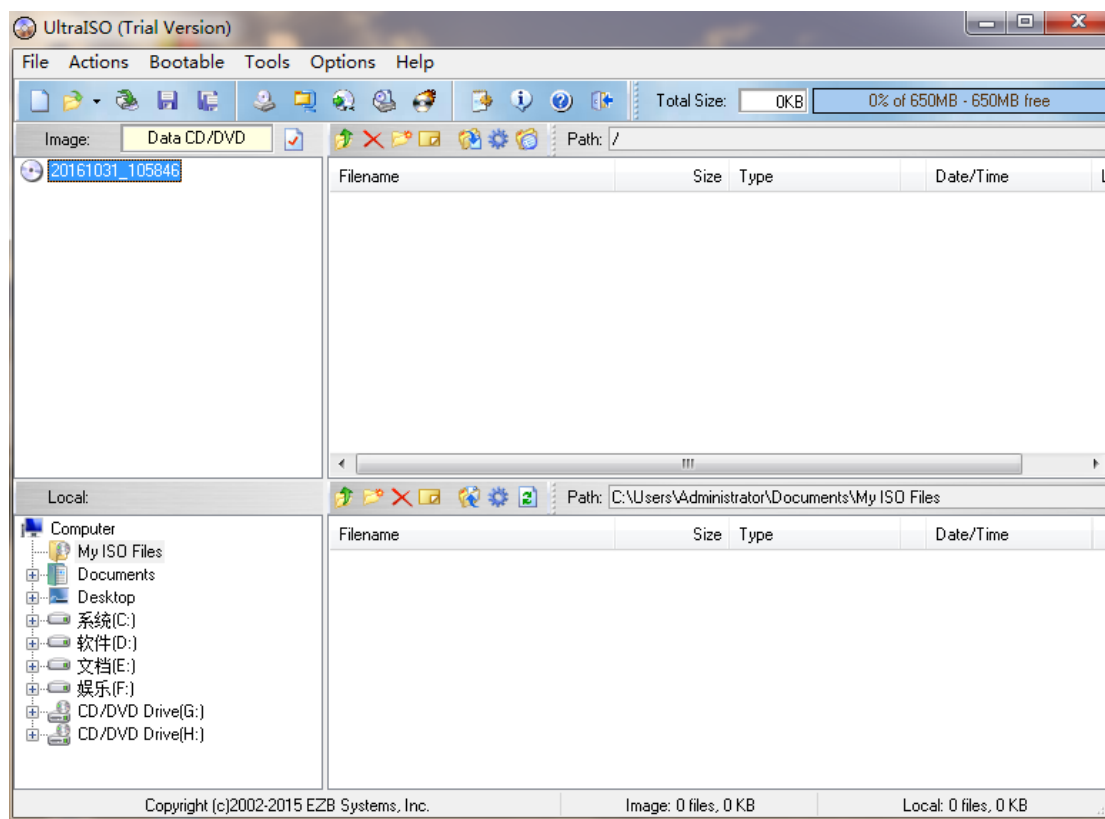 UltraISO (Trial Version)
File Actions Bootable Tools Options Help
Total Size: 0KB 0% of 650MB - 650MB free
Image: Data CD/DVD Path: /
20161031_105846
Filename Size Type Date/Time
Local: Path: C:\Users\Administrator\Documents\My ISO Files
Computer
Filename Size Type Date/Time
My ISO Files
Documents
Desktop
系统(C:)
软件(D:)
文档(E:)
娱乐(F:)
CD/DVD Drive(G:)
CD/DVD Drive(H:)
Copyright (c)2002-2015 EZB Systems, Inc. Image: 0 files, 0 KB Local: 0 files, 0 KB